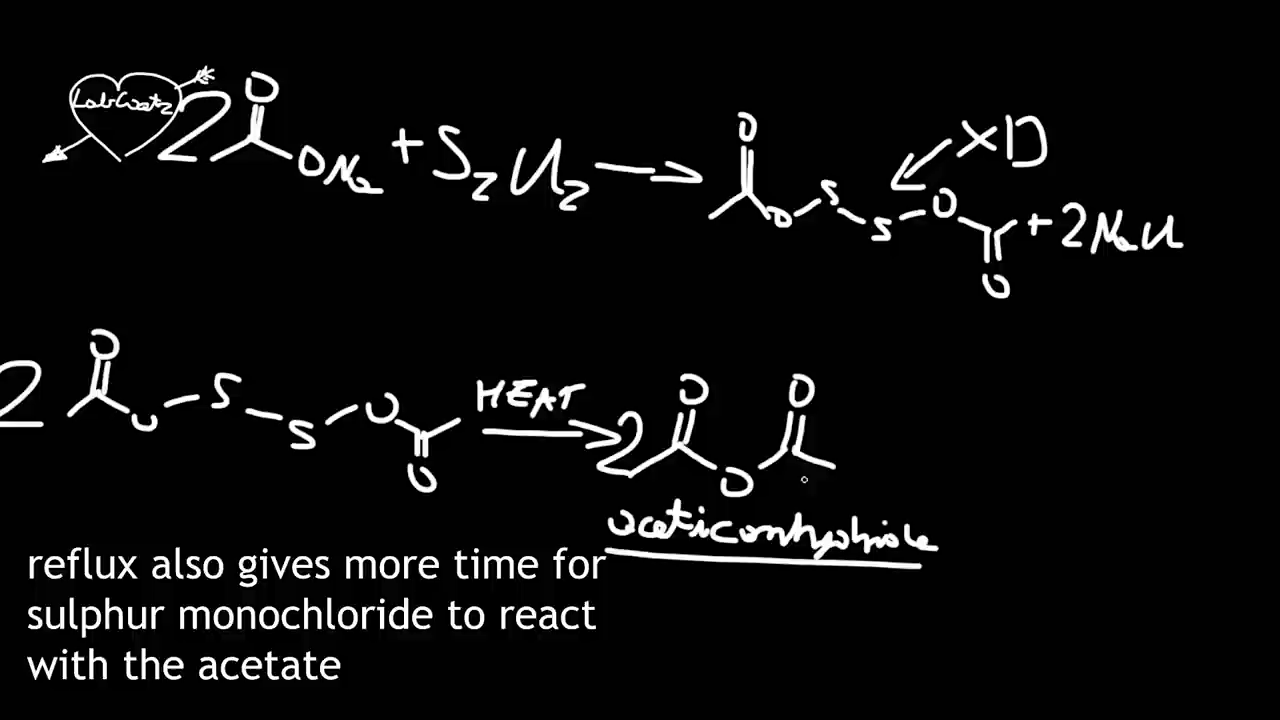 LabCoatz
2 O ONa + S2Cl2 → O O S S O O + 2NaCl
XD
2 O O S S O O HEAT → 2 O O O
aceticanhydride
reflux also gives more time for
sulphur monochloride to react
with the acetate